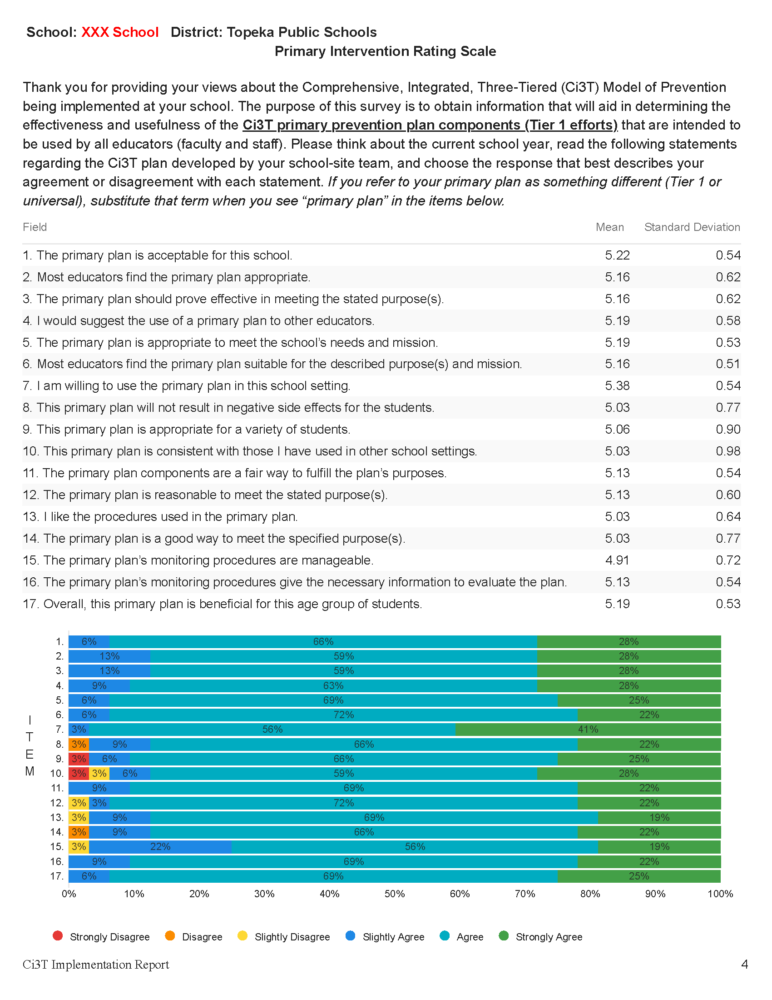 School: XXX School District: Topeka Public Schools
Primary Intervention Rating Scale
Thank you for providing your views about the Comprehensive, Integrated, Three-Tiered (Ci3T) Model of Prevention
being implemented at your school. The purpose of this survey is to obtain information that will aid in determining the
effectiveness and usefulness of the Ci3T primary prevention plan components (Tier 1 efforts) that are intended to
be used by all educators (faculty and staff). Please think about the current school year, read the following statements
regarding the Ci3T plan developed by your school-site team, and choose the response that best describes your
agreement or disagreement with each statement. If you refer to your primary plan as something different (Tier 1 or
universal), substitute that term when you see “primary plan” in the items below.
Field Mean Standard Deviation
1. The primary plan is acceptable for this school. 5.22 0.54
2. Most educators find the primary plan appropriate. 5.16 0.62
3. The primary plan should prove effective in meeting the stated purpose(s). 5.16 0.62
4. I would suggest the use of a primary plan to other educators. 5.19 0.58
5. The primary plan is appropriate to meet the school’s needs and mission. 5.19 0.53
6. Most educators find the primary plan suitable for the described purpose(s) and mission. 5.16 0.51
7. I am willing to use the primary plan in this school setting. 5.38 0.54
8. This primary plan will not result in negative side effects for the students. 5.03 0.77
9. This primary plan is appropriate for a variety of students. 5.06 0.90
10. This primary plan is consistent with those I have used in other school settings. 5.03 0.98
11. The primary plan components are a fair way to fulfill the plan’s purposes. 5.13 0.54
12. The primary plan is reasonable to meet the stated purpose(s). 5.13 0.60
13. I like the procedures used in the primary plan. 5.03 0.64
14. The primary plan is a good way to meet the specified purpose(s). 5.03 0.77
15. The primary plan’s monitoring procedures are manageable. 4.91 0.72
16. The primary plan’s monitoring procedures give the necessary information to evaluate the plan. 5.13 0.54
17. Overall, this primary plan is beneficial for this age group of students. 5.19 0.53
ITEM
1. 6% 66% 28%
2. 13% 59% 28%
3. 13% 59% 28%
4. 9% 63% 28%
5. 6% 69% 25%
6. 6% 72% 22%
7. 3% 56% 41%
8. 3% 9% 66% 22%
9. 3% 6% 66% 25%
10. 3% 3% 6% 59% 28%
11. 9% 69% 22%
12. 3% 3% 72% 22%
13. 3% 9% 69% 19%
14. 3% 9% 66% 22%
15. 3% 22% 56% 19%
16. 9% 69% 22%
17. 6% 69% 25%
0% 10% 20% 30% 40% 50% 60% 70% 80% 90% 100%
Strongly Disagree Disagree Slightly Disagree Slightly Agree Agree Strongly Agree
Ci3T Implementation Report 4